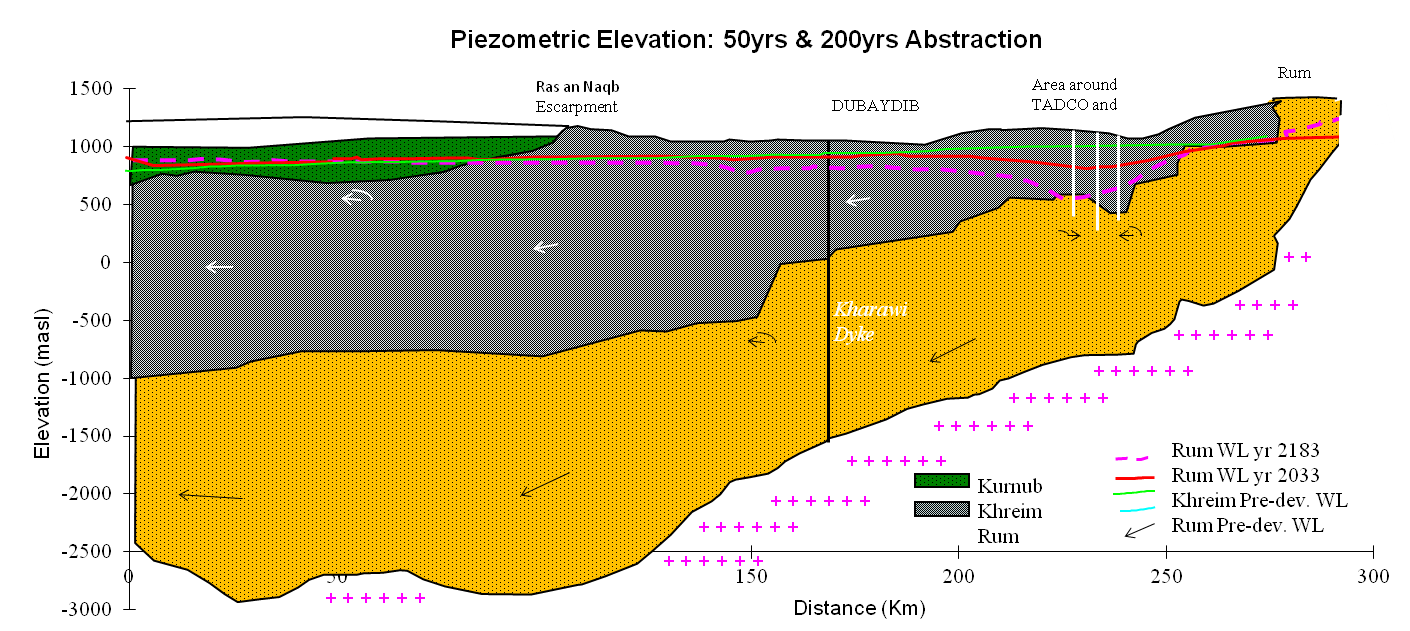 Piezometric Elevation: 50yrs & 200yrs Abstraction
Ras an Naqb
Escarpment
DUBAYDIB
Area around
TADCO and
Rum
1500
1000
500
0
-500
-1000
-1500
-2000
-2500
-3000
Elevation (masl)
Kharawi
Dyke
Kurnub
Khreim
Rum
Rum WL yr 2183
Rum WL yr 2033
Khreim Pre-dev. WL
Rum Pre-dev. WL
0
50
150
200
250
300
Distance (Km)